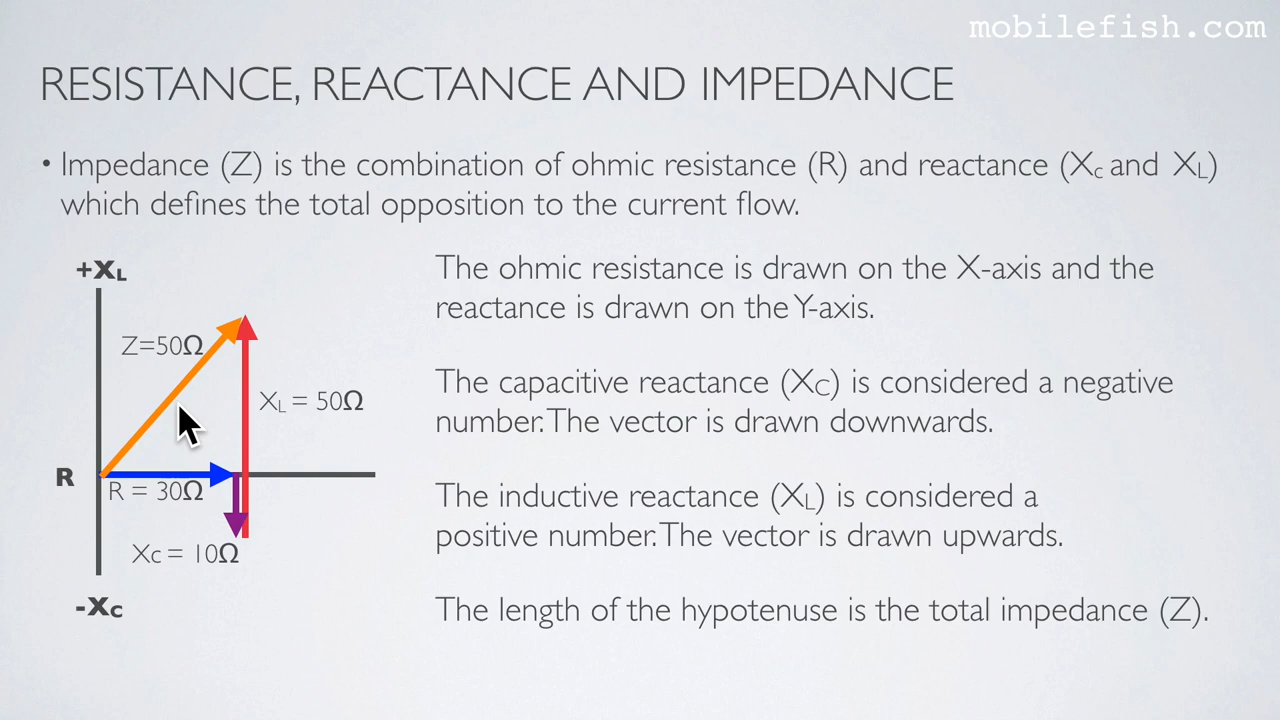 mobilefish.com
RESISTANCE, REACTANCE AND IMPEDANCE
• Impedance (Z) is the combination of ohmic resistance (R) and reactance (Xc and XL)
which defines the total opposition to the current flow.
+XL
Z=50Ω
XL = 50Ω
R
R = 30Ω
Xc = 10Ω
-Xc
The ohmic resistance is drawn on the X-axis and the
reactance is drawn on the Y-axis.
The capacitive reactance (XC) is considered a negative
number. The vector is drawn downwards.
The inductive reactance (XL) is considered a
positive number. The vector is drawn upwards.
The length of the hypotenuse is the total impedance (Z).